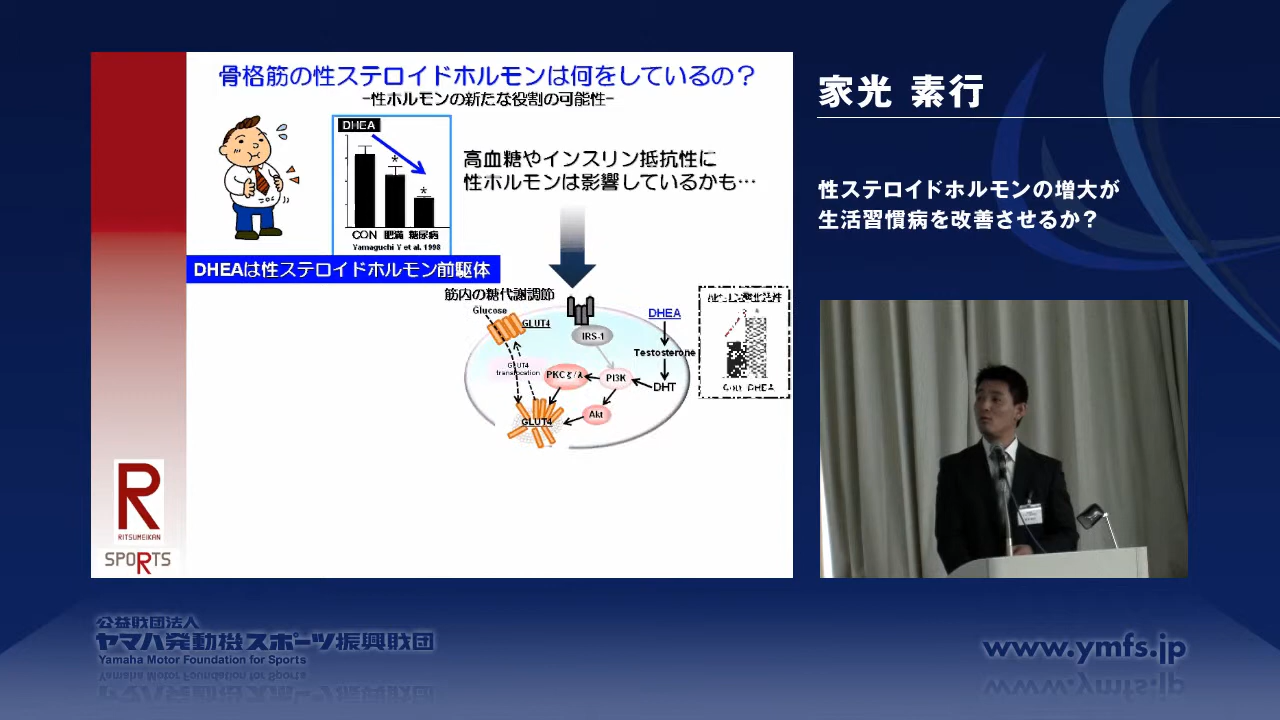 骨格筋の性ステロイドホルモンは何をしているの？
-性ホルモンの新たな役割の可能性-
DHEA
*
*
CON 肥満 糖尿病
Yamaguchi Y et al. 1998
高血糖やインスリン抵抗性に
性ホルモンは影響しているかも…
DHEAは性ステロイドホルモン前駆体
筋内の糖代謝調節
Glucose
GLUT4
IRS-1
DHEA
Testosterone
GLUT4
translocation
PKCζ/λ
PI3K
DHT
Akt
GLUT4
DHEA
R
RITSUMEIKAN
SPORTS
家光 素行
性ステロイドホルモンの増大が
生活習慣病を改善させるか？
公益財団法人
ヤマハ発動機スポーツ振興財団
Yamaha Motor Foundation for Sports
www.ymfs.jp